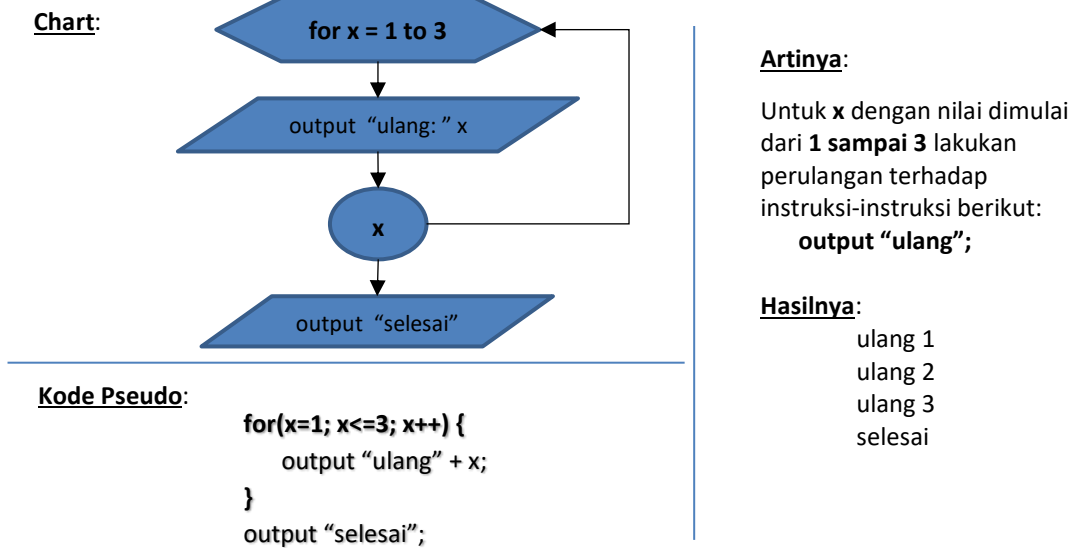 Chart:
for x = 1 to 3
output “ulang: ” x
x
output “selesai”
Kode Pseudo:
for(x=1; x<=3; x++) {
output “ulang” + x;
}
output “selesai”;
Artinya:
Untuk x dengan nilai dimulai
dari 1 sampai 3 lakukan
perulangan terhadap
instruksi-instruksi berikut:
output “ulang”;
Hasilnya:
ulang 1
ulang 2
ulang 3
selesai